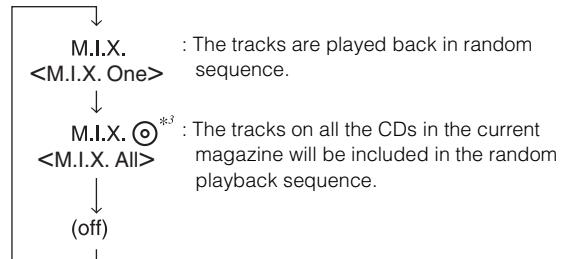 M.I.X. : The tracks are played back in random
<M.I.X. One> sequence.
M.I.X. *3 : The tracks on all the CDs in the current
<M.I.X. All> magazine will be included in the random
playback sequence.
(off)